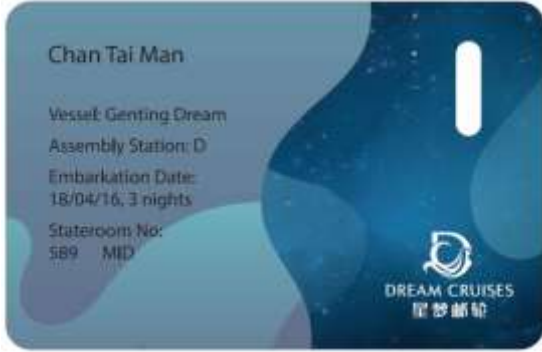 Chan Tai Man
Vessel: Genting Dream
Assembly Station: D
Embarkation Date:
18/04/16, 3 nights
Stateroom No:
589 MID
DREAM CRUISES
星梦邮轮